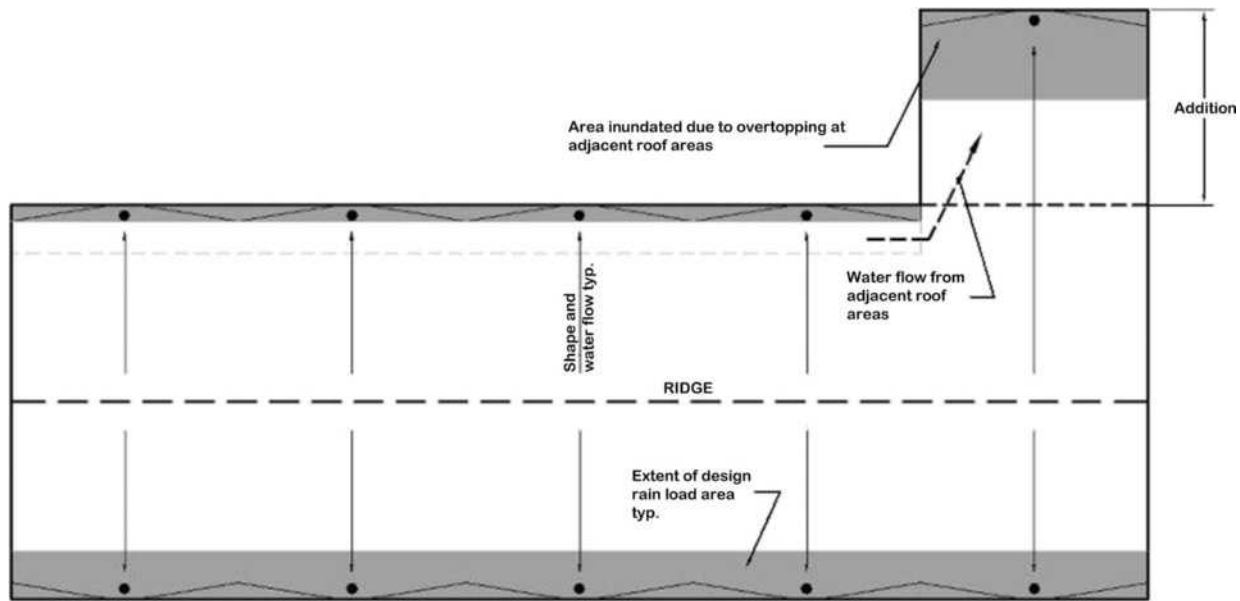 Addition
Area inundated due to overtopping at
adjacent roof areas
Water flow from
adjacent roof
areas
Shape and
water flow typ.
RIDGE
Extent of design
rain load area
typ.